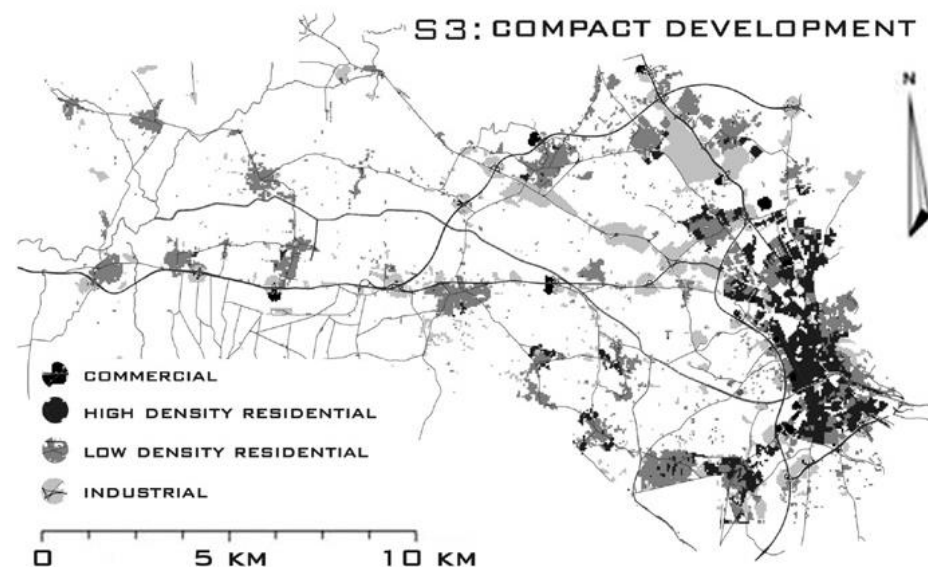 S3: COMPACT DEVELOPMENT
N
COMMERCIAL
HIGH DENSITY RESIDENTIAL
LOW DENSITY RESIDENTIAL
INDUSTRIAL
0 5 KM 10 KM